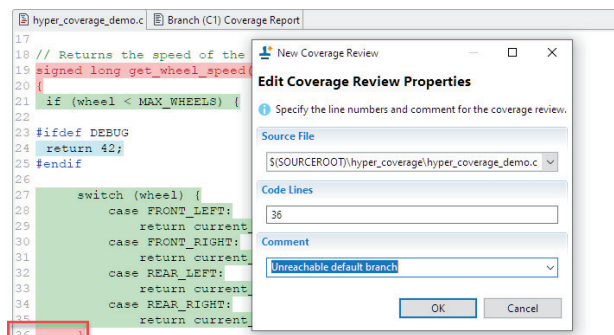 hyper_coverage_demo.c Branch (C1) Coverage Report
17
18 // Returns the speed of the
19 signed long get_wheel_speed(
20 {
21 if (wheel < MAX_WHEELS) {
22
23 #ifdef DEBUG
24 return 42;
25 #endif
26
27 switch (wheel) {
28 case FRONT_LEFT:
29 return current_
30 case FRONT_RIGHT:
31 return current_
32 case REAR_LEFT:
33 return current_
34 case REAR_RIGHT:
35 return current_
36 }
New Coverage Review
Edit Coverage Review Properties
Specify the line numbers and comment for the coverage review.
Source File
$(SOURCEROOT)\hyper_coverage\hyper_coverage_demo.c
Code Lines
36
Comment
Unreachable default branch
OK Cancel